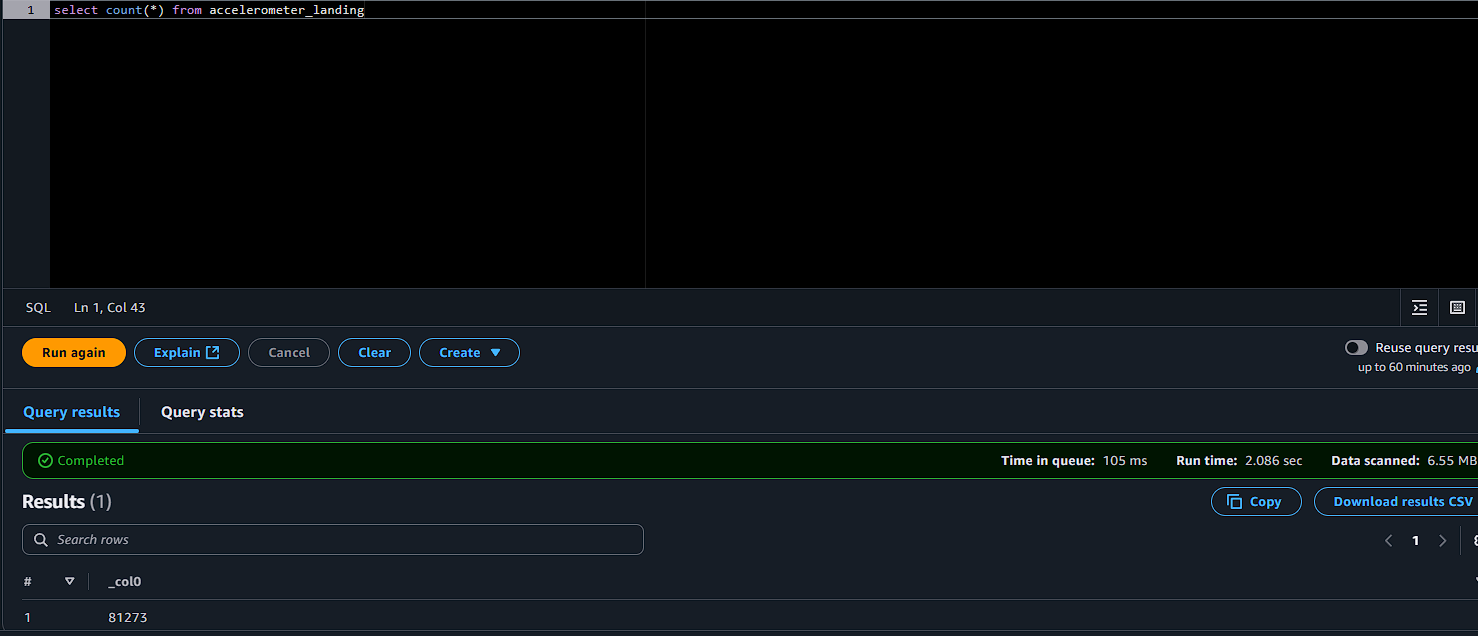 1 select count(*) from accelerometer_landing
SQL Ln 1, Col 43
Run again Explain Cancel Clear Create Reuse query resu
up to 60 minutes ago
Query results Query stats
Completed Time in queue: 105 ms Run time: 2.086 sec Data scanned: 6.55 MB
Results (1) Copy Download results CSV
Search rows 1
# _col0
1 81273